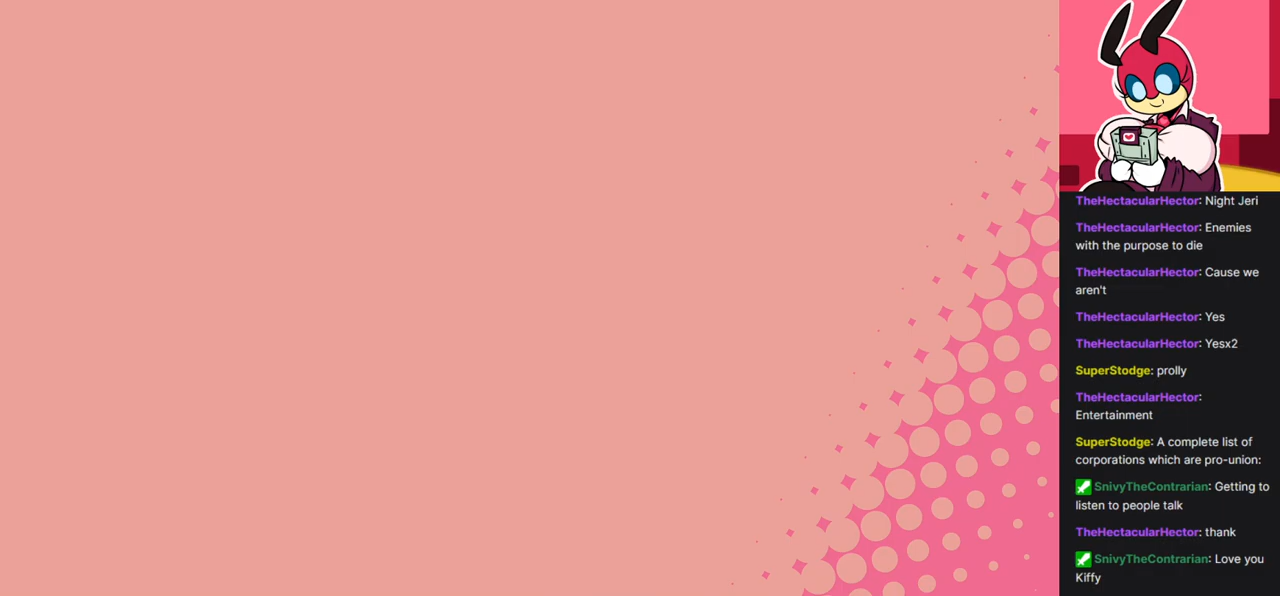 TheHectacularHector: Night Jeri
TheHectacularHector: Enemies
with the purpose to die
TheHectacularHector: Cause we
aren't
TheHectacularHector: Yes
TheHectacularHector: Yesx2
SuperStodge: prolly
TheHectacularHector:
Entertainment
SuperStodge: A complete list of
corporations which are pro-union:
SnivyTheContrarian: Getting to
listen to people talk
TheHectacularHector: thank
SnivyTheContrarian: Love you
Kiffy